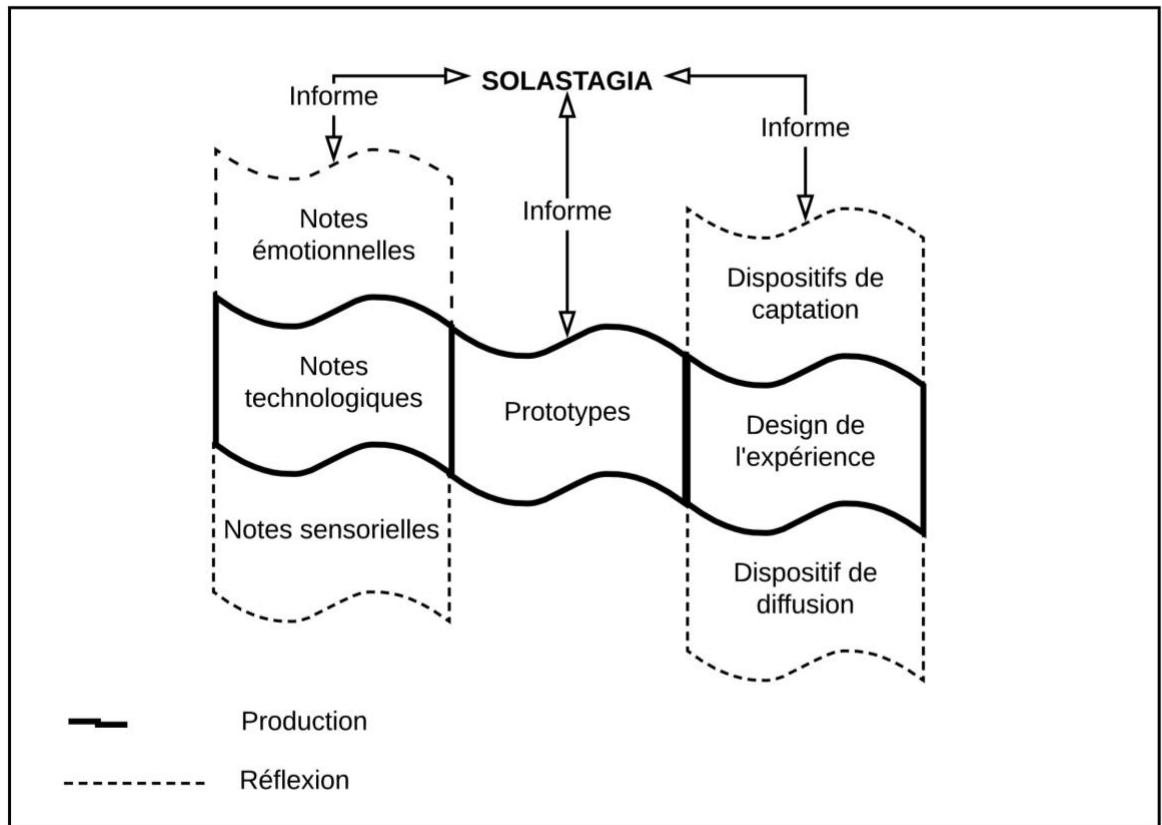 SOLASTAGIA
Informe
Informe
Informe
Notes
émotionnelles
Dispositifs de
captation
Notes
technologiques
Prototypes
Design de
l'expérience
Notes sensorielles
Dispositif de
diffusion
Production
Réflexion